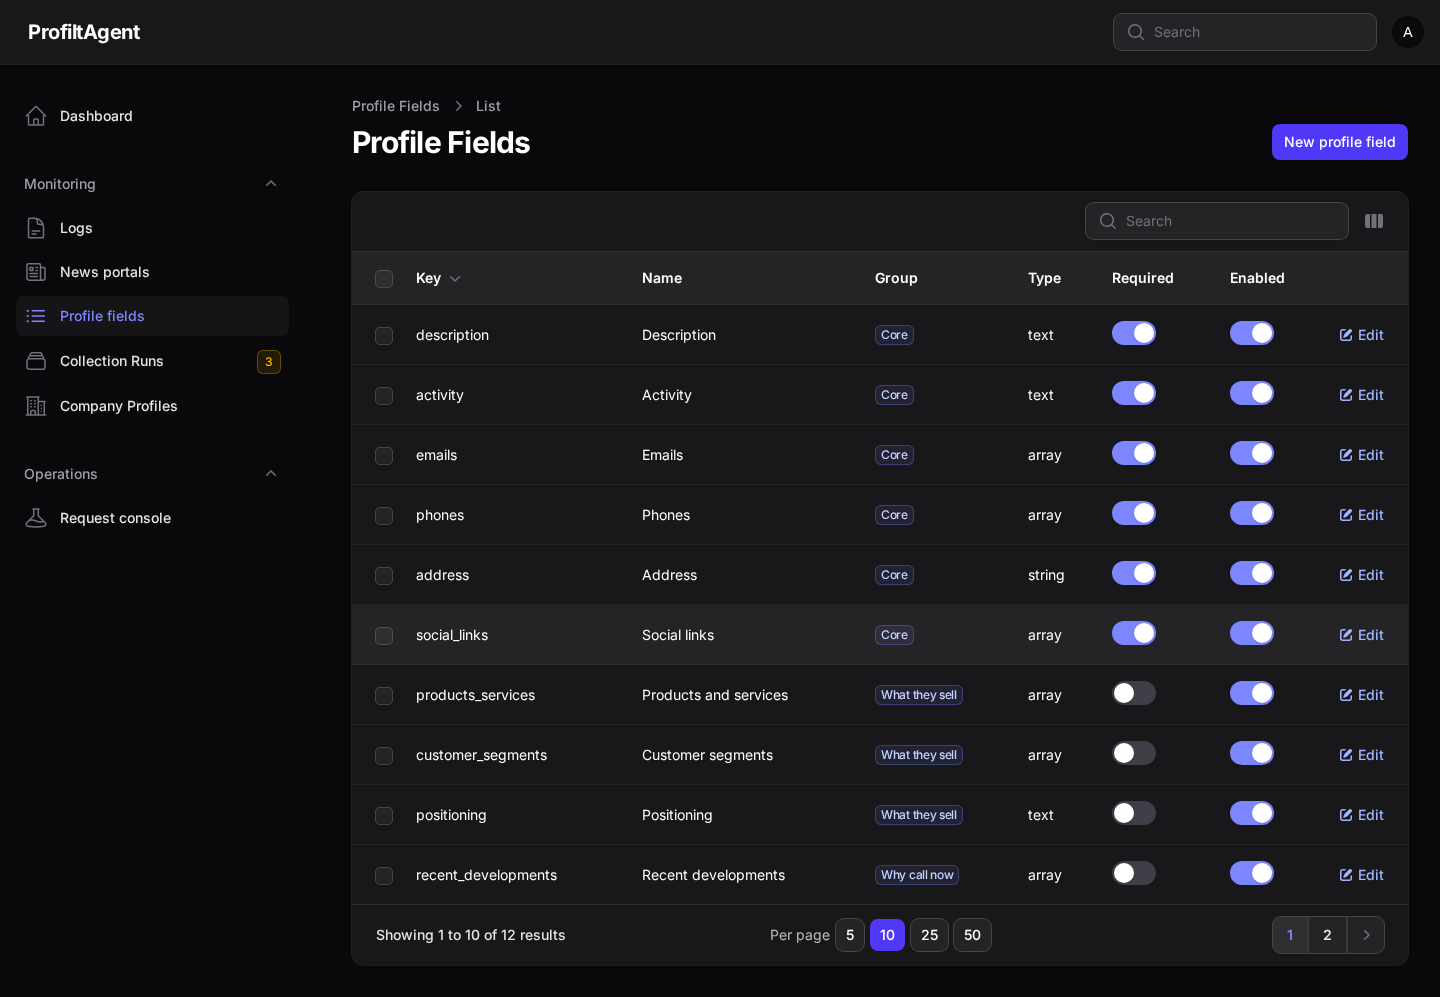 ProfiltAgent
Search
A
Dashboard
Monitoring
Logs
News portals
Profile fields
Collection Runs 3
Company Profiles
Operations
Request console
Profile Fields List
Profile Fields
New profile field
Search
Key Name Group Type Required Enabled
description Description Core text Edit
activity Activity Core text Edit
emails Emails Core array Edit
phones Phones Core array Edit
address Address Core string Edit
social_links Social links Core array Edit
products_services Products and services What they sell array Edit
customer_segments Customer segments What they sell array Edit
positioning Positioning What they sell text Edit
recent_developments Recent developments Why call now array Edit
Showing 1 to 10 of 12 results Per page 5 10 25 50 1 2